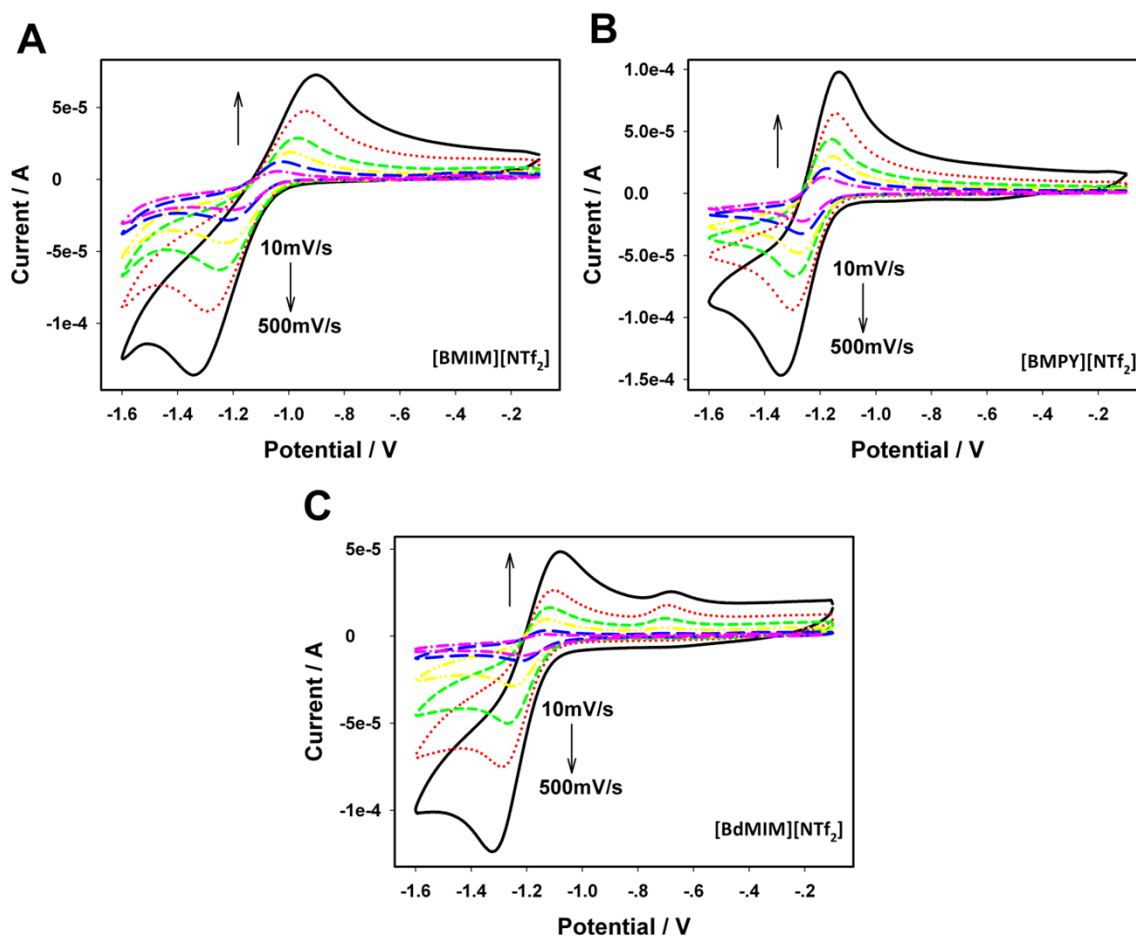 A
5e-5
0
-5e-5
-1e-4
Current / A
10mV/s
500mV/s
[BMIM][NTf₂]
-1.6 -1.4 -1.2 -1.0 -.8 -.6 -.4 -.2
Potential / V
B
1.0e-4
5.0e-5
0.0
-5.0e-5
-1.0e-4
-1.5e-4
Current / A
10mV/s
500mV/s
[BMPY][NTf₂]
-1.6 -1.4 -1.2 -1.0 -.8 -.6 -.4 -.2
Potential / V
C
5e-5
0
-5e-5
-1e-4
Current / A
10mV/s
500mV/s
[BdMIM][NTf₂]
-1.6 -1.4 -1.2 -1.0 -.8 -.6 -.4 -.2
Potential / V